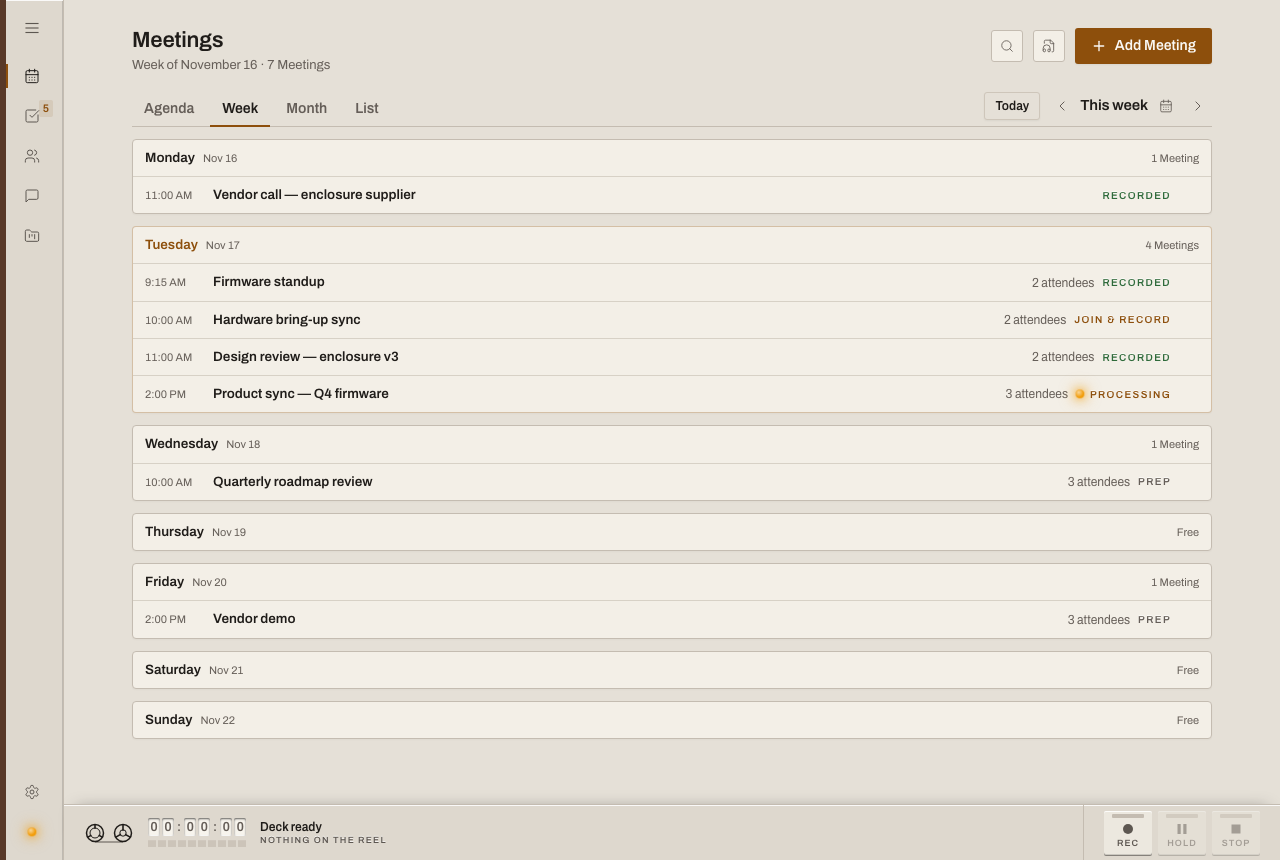 Meetings
Week of November 16 · 7 Meetings
Add Meeting
5
Agenda Week Month List
Today This week
Monday Nov 16 1 Meeting
11:00 AM Vendor call — enclosure supplier RECORDED
Tuesday Nov 17 4 Meetings
9:15 AM Firmware standup 2 attendees RECORDED
10:00 AM Hardware bring-up sync 2 attendees JOIN & RECORD
11:00 AM Design review — enclosure v3 2 attendees RECORDED
2:00 PM Product sync — Q4 firmware 3 attendees PROCESSING
Wednesday Nov 18 1 Meeting
10:00 AM Quarterly roadmap review 3 attendees PREP
Thursday Nov 19 Free
Friday Nov 20 1 Meeting
2:00 PM Vendor demo 3 attendees PREP
Saturday Nov 21 Free
Sunday Nov 22 Free
00:00:00 Deck ready
NOTHING ON THE REEL
REC HOLD STOP